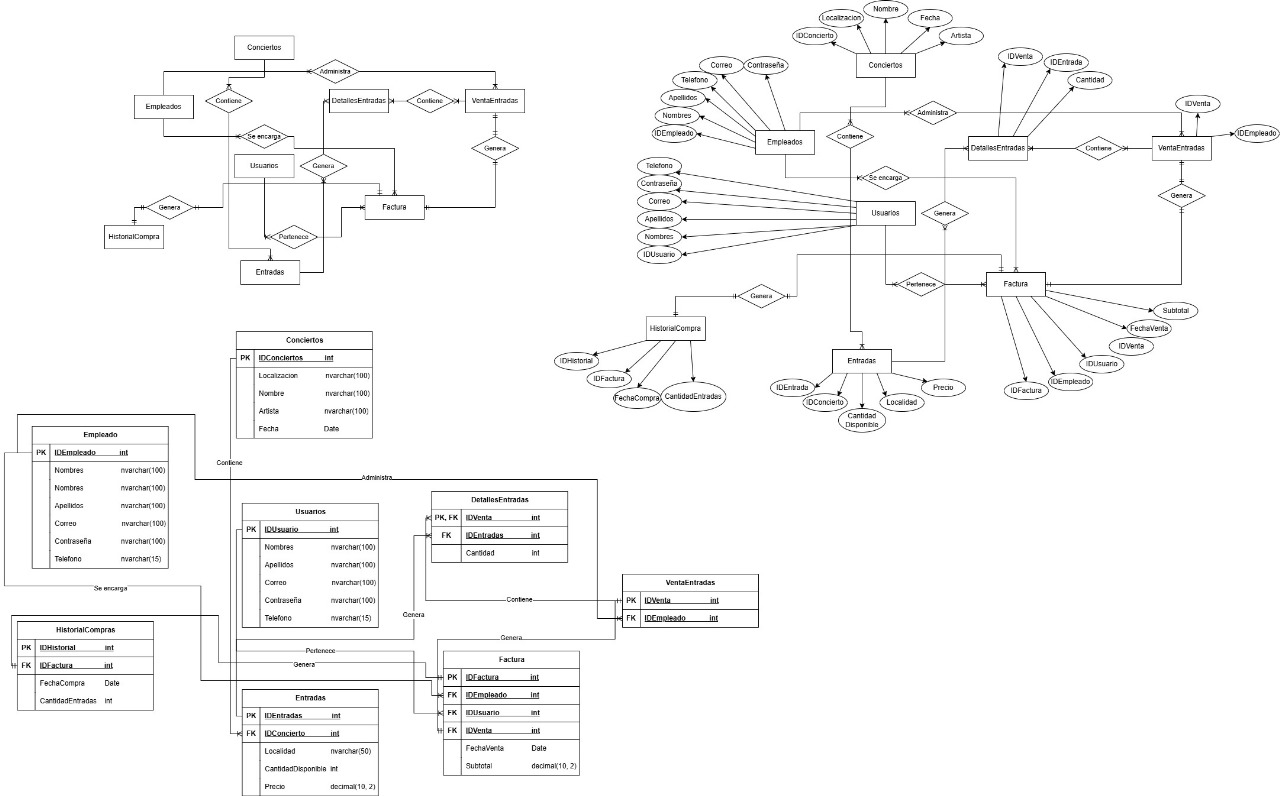 Conciertos
Administra
Empleados
Contiene
DetallesEntradas
Contiene
VentaEntradas
Se encarga
Usuarios
Genera
Genera
Genera
Factura
HistorialCompra
Pertenece
Entradas
Nombre
Localizacion
Fecha
IDConcierto
Artista
Conciertos
Correo
Contraseña
Telefono
Apellidos
Nombres
IDEmpleado
Empleados
Contiene
Administra
IDVenta
IDEntrada
Cantidad
DetallesEntradas
Contiene
IDVenta
IDEmpleado
VentaEntradas
Se encarga
Telefono
Contraseña
Correo
Apellidos
Nombres
IDUsuario
Usuarios
Genera
Genera
Pertenece
Factura
Genera
HistorialCompra
IDHistorial
IDFactura
FechaCompra
CantidadEntradas
Entradas
IDEntrada
IDConcierto
Cantidad
Disponible
Localidad
Precio
Subtotal
FechaVenta
IDVenta
IDUsuario
IDEmpleado
IDFactura
Conciertos
PK IDConciertos int
Localizacion nvarchar(100)
Nombre nvarchar(100)
Artista nvarchar(100)
Fecha Date
Contiene
Empleado
PK IDEmpleado int
Nombres nvarchar(100)
Nombres nvarchar(100)
Apellidos nvarchar(100)
Correo nvarchar(100)
Contraseña nvarchar(100)
Telefono nvarchar(15)
Administra
Usuarios
PK IDUsuario int
Nombres nvarchar(100)
Apellidos nvarchar(100)
Correo nvarchar(100)
Contraseña nvarchar(100)
Telefono nvarchar(15)
DetallesEntradas
PK, FK IDVenta int
FK IDEntradas int
Cantidad int
VentaEntradas
PK IDVenta int
FK IDEmpleado int
Se encarga
Contiene
Genera
Genera
Pertenece
Genera
HistorialCompras
PK IDHistorial int
FK IDFactura int
FechaCompra Date
CantidadEntradas int
Factura
PK IDFactura int
FK IDEmpleado int
FK IDUsuario int
FK IDVenta int
FechaVenta Date
Subtotal decimal(10, 2)
Entradas
PK IDEntradas int
FK IDConcierto int
Localidad nvarchar(50)
CantidadDisponible int
Precio decimal(10, 2)